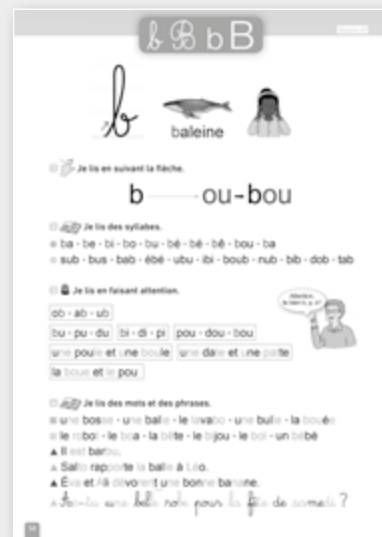 b B b B
b
baleine
Je lis en suivant la flèche.
b ou - bou
Je lis des syllabes.
ba - be - bi - bo - bu - bé - bè - bê - bou - ba
sub - bus - bab - ébé - ubu - ibi - boub - nub - bib - dob - tab
Je lis en faisant attention.
ob - ab - ub
bu - pu - du bi - di - pi pou - dou - bou
une poule et une boule une date et une patte
la boue et le pou
Attention,
Je lis des mots et des phrases.
une bosse - une balle - le lavabo - une bulle - la bouée
le robot - le boa - la bête - le bijou - le bol - un bébé
Il est barbu.
Salto rapporte la balle à Léo.
Éva et Ali dévorent une bonne banane.
As-tu une belle robe pour la fête de samedi ?
14